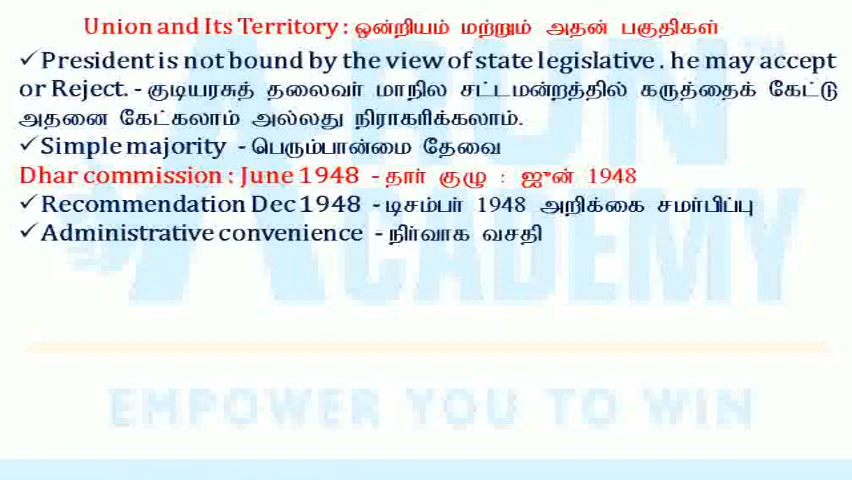 Union and Its Territory : ஒன்றியம் மற்றும் அதன் பகுதிகள்
✓President is not bound by the view of state legislative . he may accept
or Reject. - குடியரசுத் தலைவர் மாநில சட்டமன்றத்தில் கருத்தைக் கேட்டு
அதனை கேட்கலாம் அல்லது நிராகரிக்கலாம்.
✓Simple majority - பெரும்பான்மை தேவை
Dhar commission : June 1948 - தார் குழு : ஜுன் 1948
✓Recommendation Dec 1948 - டிசம்பர் 1948 அறிக்கை சமர்பிப்பு
✓Administrative convenience - நிர்வாக வசதி
ARUN
ACADEMY
EMPOWER YOU TO WIN